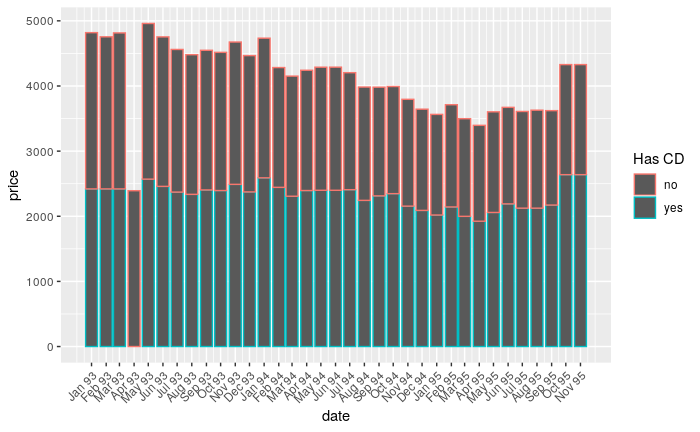 5000
4000
3000
2000
1000
0
price
Jan 93
Feb 93
Mar 93
Apr 93
May 93
Jun 93
Jul 93
Aug 93
Sep 93
Oct 93
Nov 93
Dec 93
Jan 94
Feb 94
Mar 94
Apr 94
May 94
Jun 94
Jul 94
Aug 94
Sep 94
Oct 94
Nov 94
Dec 94
Jan 95
Feb 95
Mar 95
Apr 95
May 95
Jun 95
Jul 95
Aug 95
Sep 95
Oct 95
Nov 95
date
Has CD
no
yes